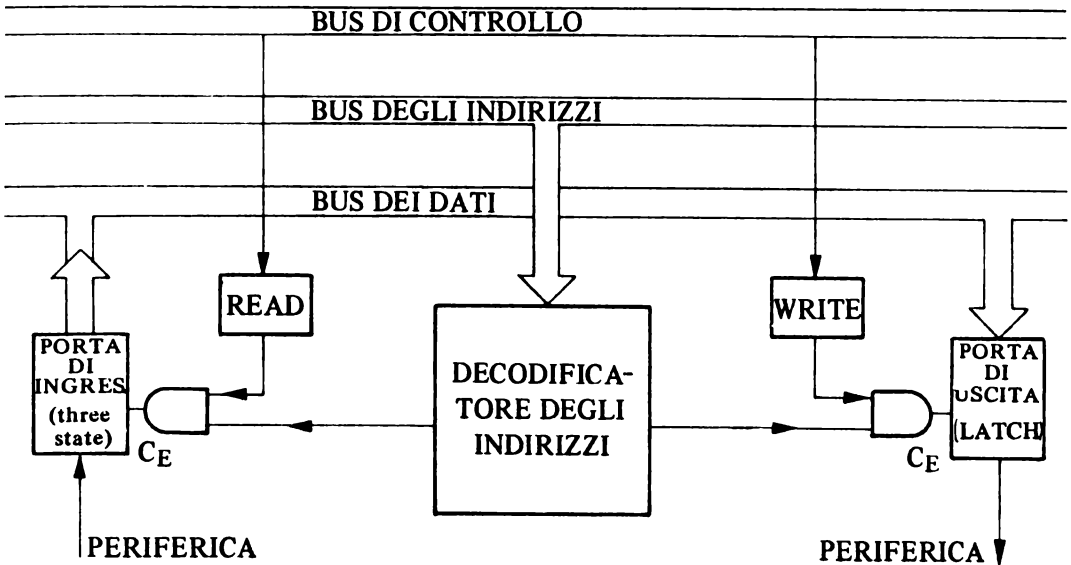 BUS DI CONTROLLO
BUS DEGLI INDIRIZZI
BUS DEI DATI
READ
WRITE
PORTA
DI
INGRES.
(three
state)
CE
DECODIFICA-
TORE DEGLI
INDIRIZZI
PORTA
DI
USCITA
(LATCH)
CE
PERIFERICA
PERIFERICA